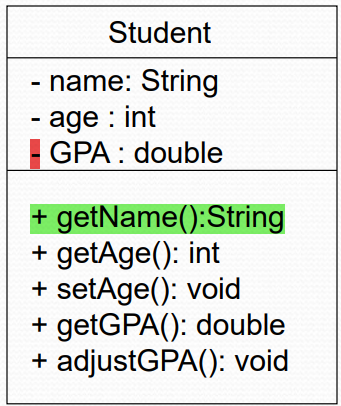 Student
- name: String
- age : int
- GPA : double
+ getName():String
+ getAge(): int
+ setAge(): void
+ getGPA(): double
+ adjustGPA(): void